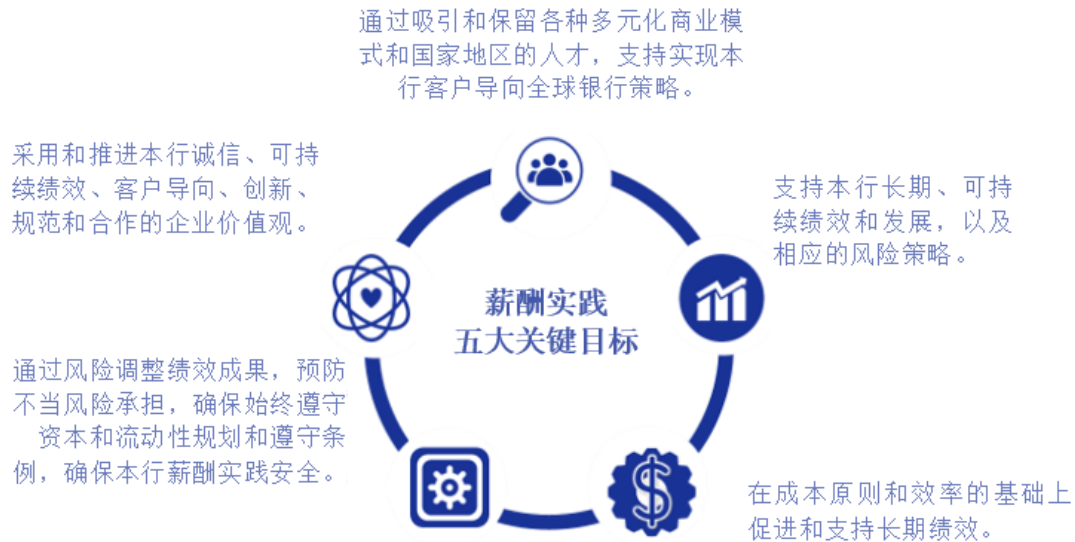 通过吸引和保留各种多元化商业模
式和国家地区的人才，支持实现本
行客户导向全球银行策略。
采用和推进本行诚信、可持
续绩效、客户导向、创新、
规范和合作的企业价值观。
支持本行长期、可持
续绩效和发展，以及
相应的风险策略。
薪酬实践
五大关键目标
通过风险调整绩效成果，预防
不当风险承担，确保始终遵守
资本和流动性规划和遵守条
例，确保本行薪酬实践安全。
在成本原则和效率的基础上
促进和支持长期绩效。